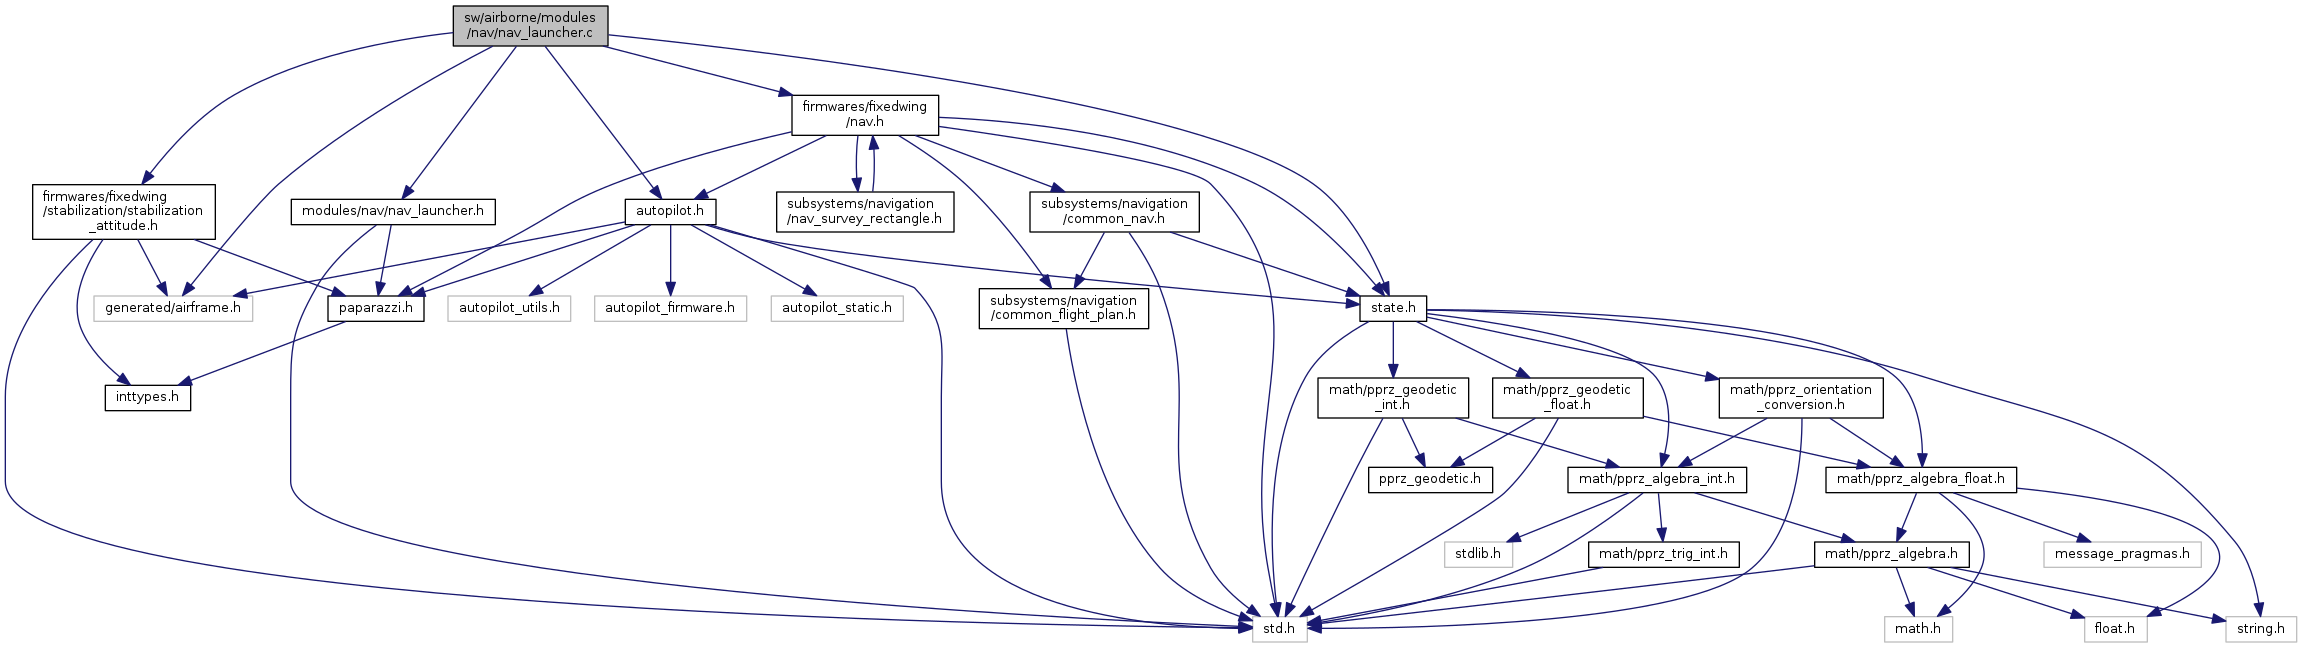 sw/airborne/modules
/nav/nav_launcher.c
firmwares/fixedwing
/nav.h
firmwares/fixedwing
/stabilization/stabilization
_attitude.h
modules/nav/nav_launcher.h
autopilot.h
subsystems/navigation
/nav_survey_rectangle.h
subsystems/navigation
/common_nav.h
generated/airframe.h
paparazzi.h
autopilot_utils.h
autopilot_firmware.h
autopilot_static.h
subsystems/navigation
/common_flight_plan.h
state.h
inttypes.h
math/pprz_geodetic
_int.h
math/pprz_geodetic
_float.h
math/pprz_orientation
_conversion.h
pprz_geodetic.h
math/pprz_algebra_int.h
math/pprz_algebra_float.h
stdlib.h
math/pprz_trig_int.h
math/pprz_algebra.h
message_pragmas.h
std.h
math.h
float.h
string.h